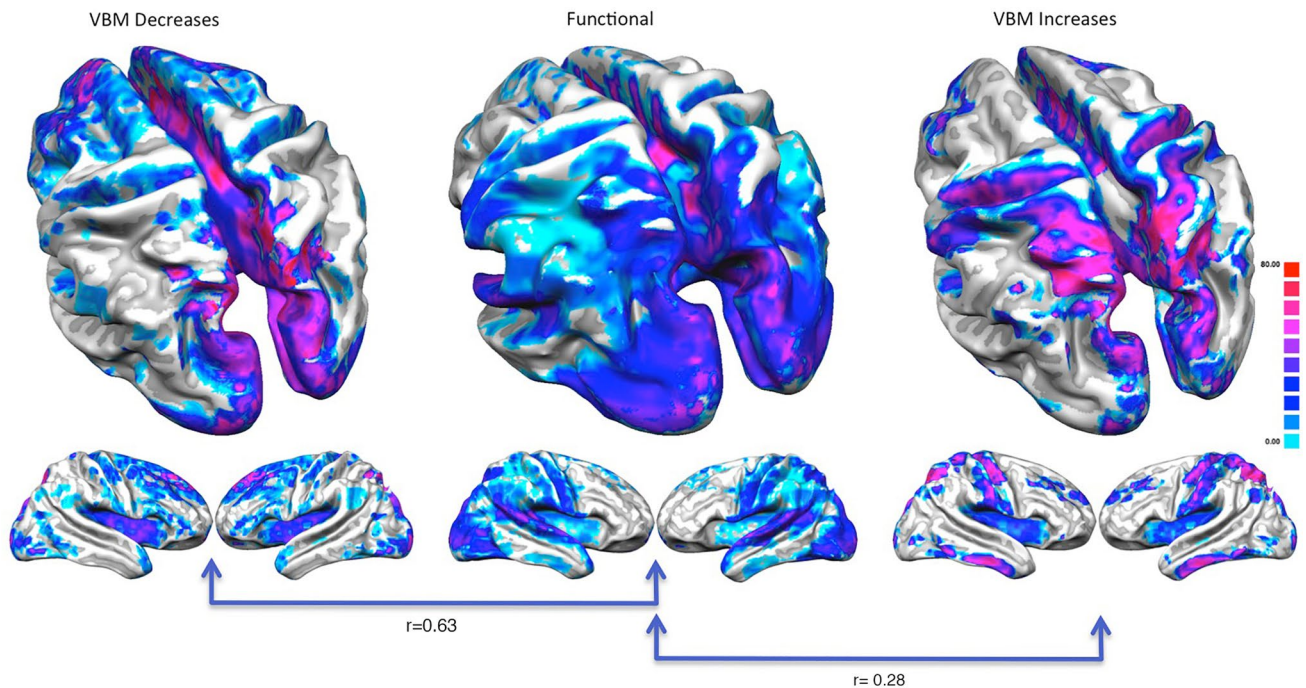 VBM Decreases
Functional
VBM Increases
80.00
0.00
r=0.63
r= 0.28